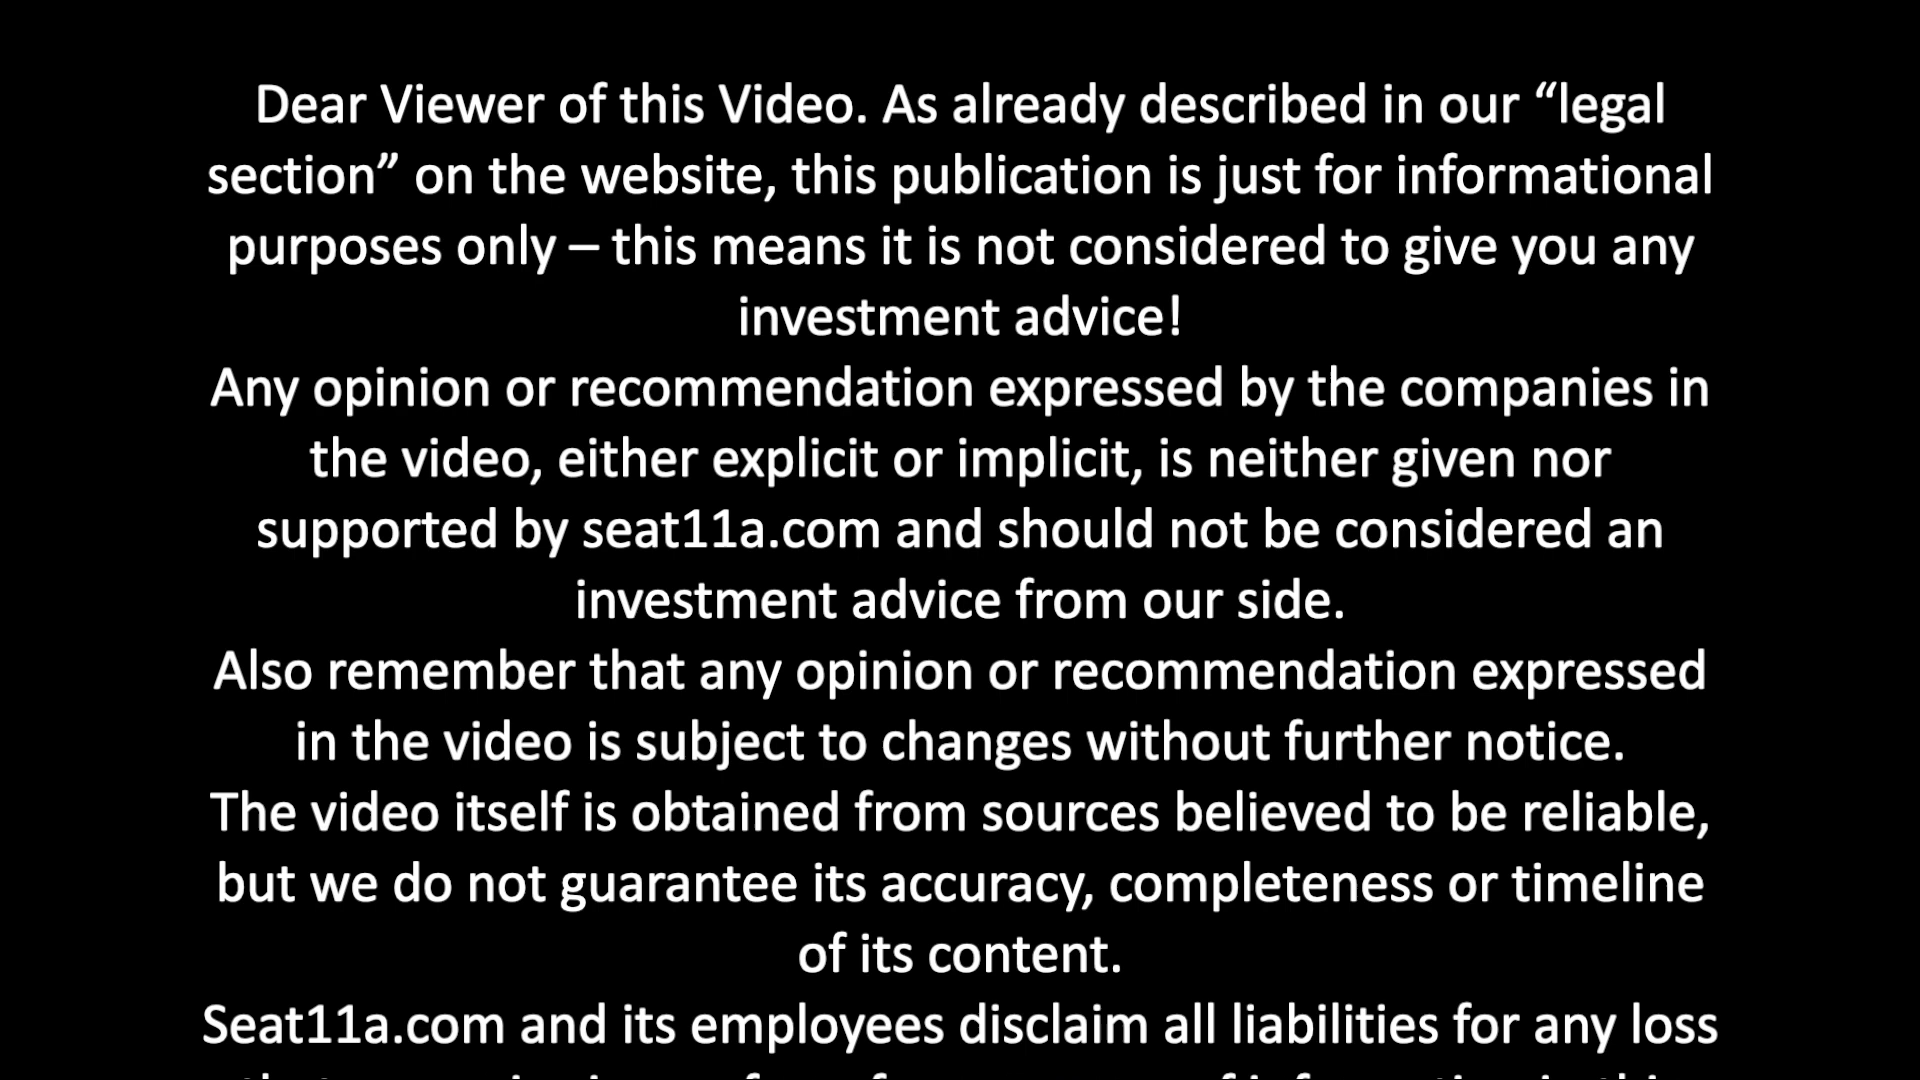 Dear Viewer of this Video. As already described in our “legal
section” on the website, this publication is just for informational
purposes only – this means it is not considered to give you any
investment advice!
Any opinion or recommendation expressed by the companies in
the video, either explicit or implicit, is neither given nor
supported by seat11a.com and should not be considered an
investment advice from our side.
Also remember that any opinion or recommendation expressed
in the video is subject to changes without further notice.
The video itself is obtained from sources believed to be reliable,
but we do not guarantee its accuracy, completeness or timeline
of its content.
Seat11a.com and its employees disclaim all liabilities for any loss